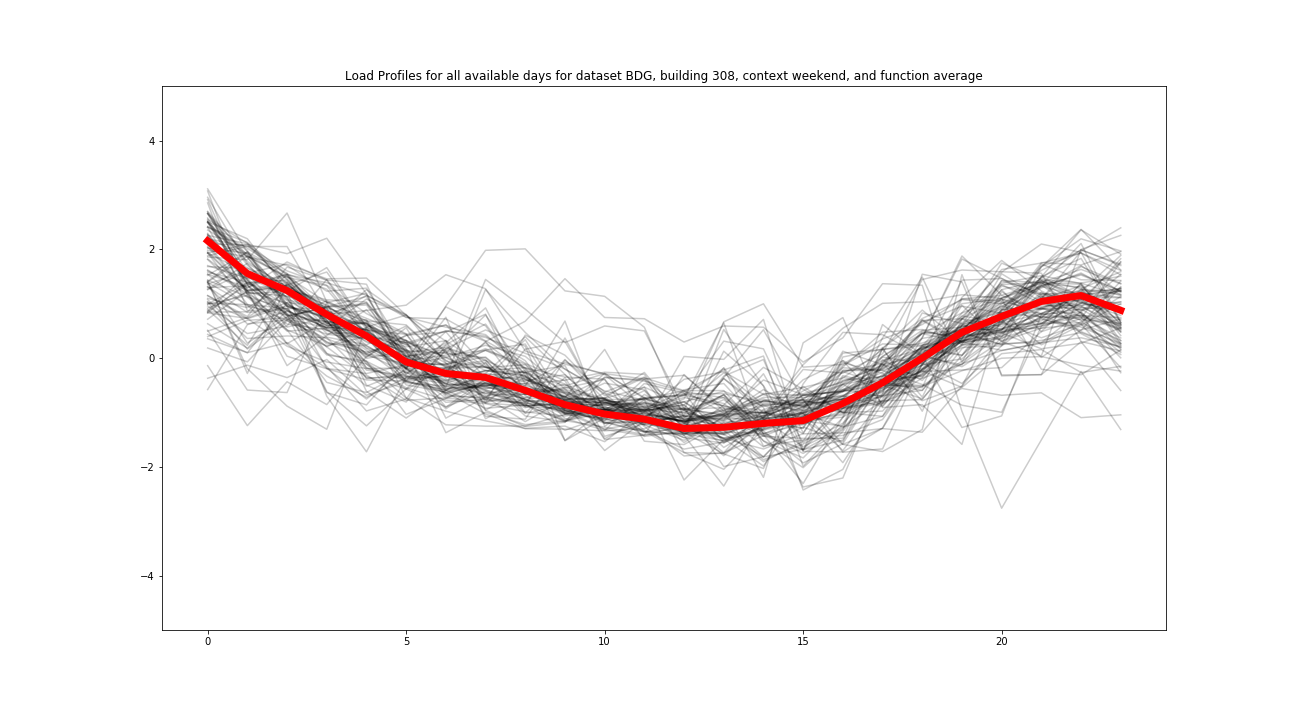 Load Profiles for all available days for dataset BDG, building 308, context weekend, and function average
4
2
0
−2
−4
0 5 10 15 20